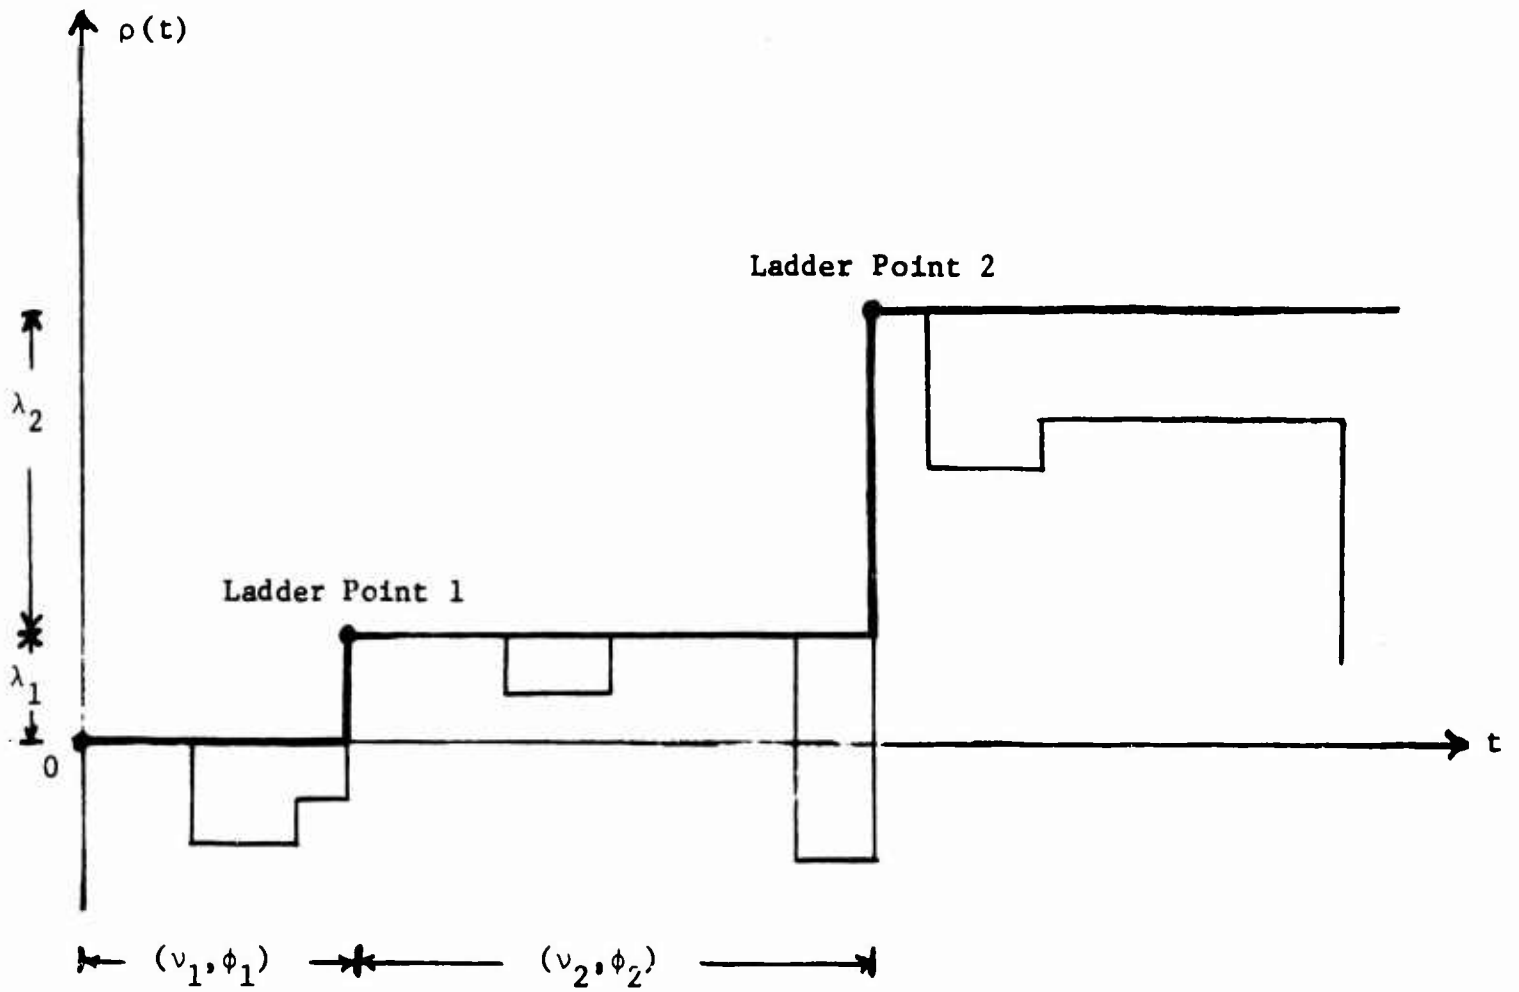 ρ(t)
Ladder Point 2
λ2
Ladder Point 1
λ1
0
t
(ν1,φ1)
(ν2,φ2)